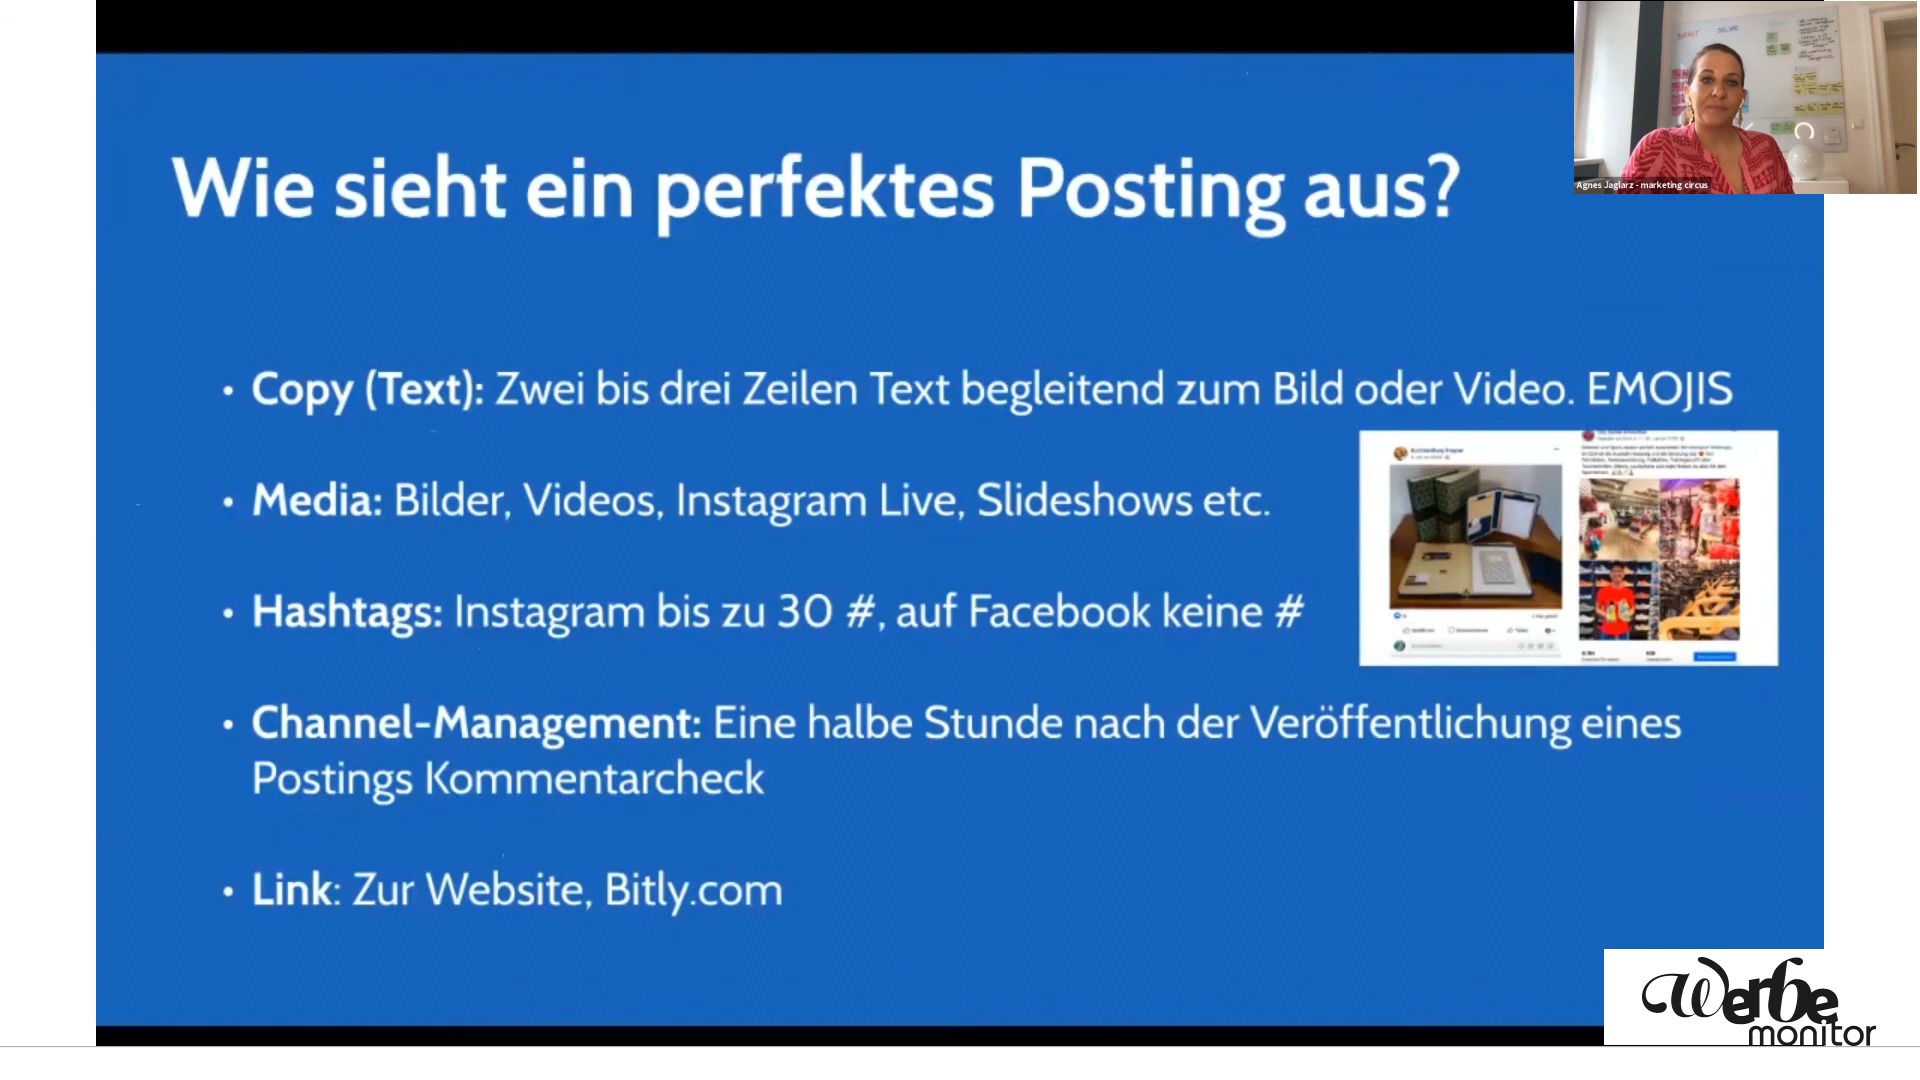 BIRGIT SILKE
Agnes Jaglarz - marketing circus
Wie sieht ein perfektes Posting aus?
• Copy (Text): Zwei bis drei Zeilen Text begleitend zum Bild oder Video. EMOJIS
• Media: Bilder, Videos, Instagram Live, Slideshows etc.
• Hashtags: Instagram bis zu 30 #, auf Facebook keine #
• Channel-Management: Eine halbe Stunde nach der Veröffentlichung eines
Postings Kommentarcheck
• Link: Zur Website, Bitly.com
Werbe
monitor